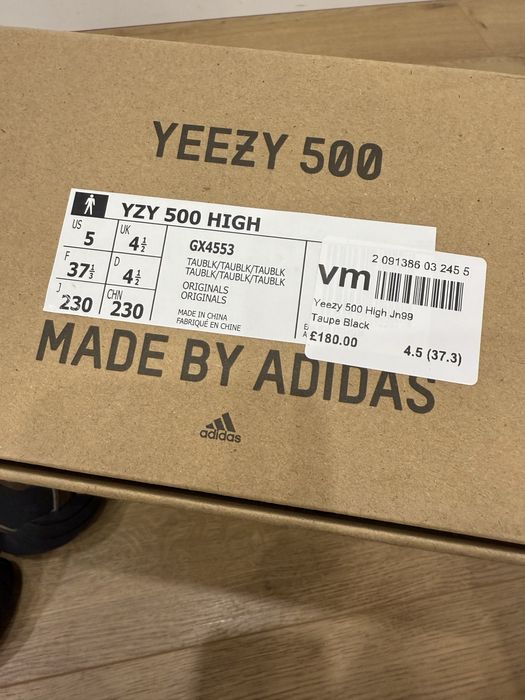 YEEZY 500
YZY 500 HIGH
US
5
UK
4½
F
37⅓
D
4½
J
230
CHN
230
GX4553
TAUBLK/TAUBLK/TAUBLK
TAUBLK/TAUBLK/TAUBLK
ORIGINALS
ORIGINALS
MADE IN CHINA
FABRIQUÉ EN CHINE
vm
2 091386 03 245 5
Yeezy 500 High Jn99
Taupe Black
£180.00
4.5 (37.3)
MADE BY ADIDAS
adidas